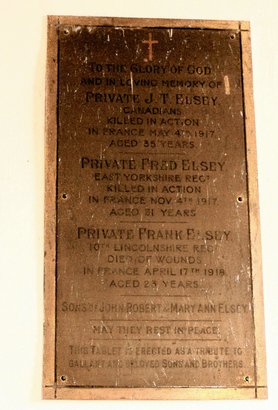 TO THE GLORY OF GOD
AND IN LOVING MEMORY OF
PRIVATE J.T. ELSEY,
CANADIANS
KILLED IN ACTION
IN FRANCE MAY 4TH 1917
AGED 35 YEARS
PRIVATE FRED ELSEY
EAST YORKSHIRE REGT
KILLED IN ACTION
IN FRANCE NOV 4TH 1917
AGED 31 YEARS
PRIVATE FRANK ELSEY
10TH LINCOLNSHIRE REGT
DIED OF WOUNDS
IN FRANCE APRIL 17TH 1918
AGED 23 YEARS
SONS OF JOHN ROBERT & MARY ANN ELSEY
MAY THEY REST IN PEACE.
THIS TABLET IS ERECTED AS A TRIBUTE TO
GALLANT AND BELOVED SONS AND BROTHERS